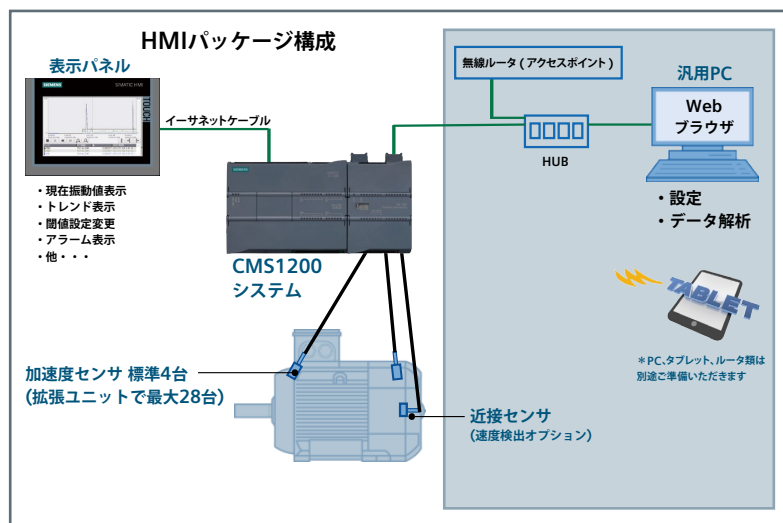 HMIパッケージ構成
表示パネル
SIEMENS
SIMATIC HMI
TOUCH
イーサネットケーブル
・現在振動値表示
・トレンド表示
・閾値設定変更
・アラーム表示
・他・・・
SIEMENS
CMS1200
システム
無線ルータ ( アクセスポイント )
HUB
汎用PC
Web
ブラウザ
・設定
・データ解析
TABLET
＊PC、タブレット、ルータ類は
別途ご準備いただきます
加速度センサ 標準4台
(拡張ユニットで最大28台)
近接センサ
(速度検出オプション)